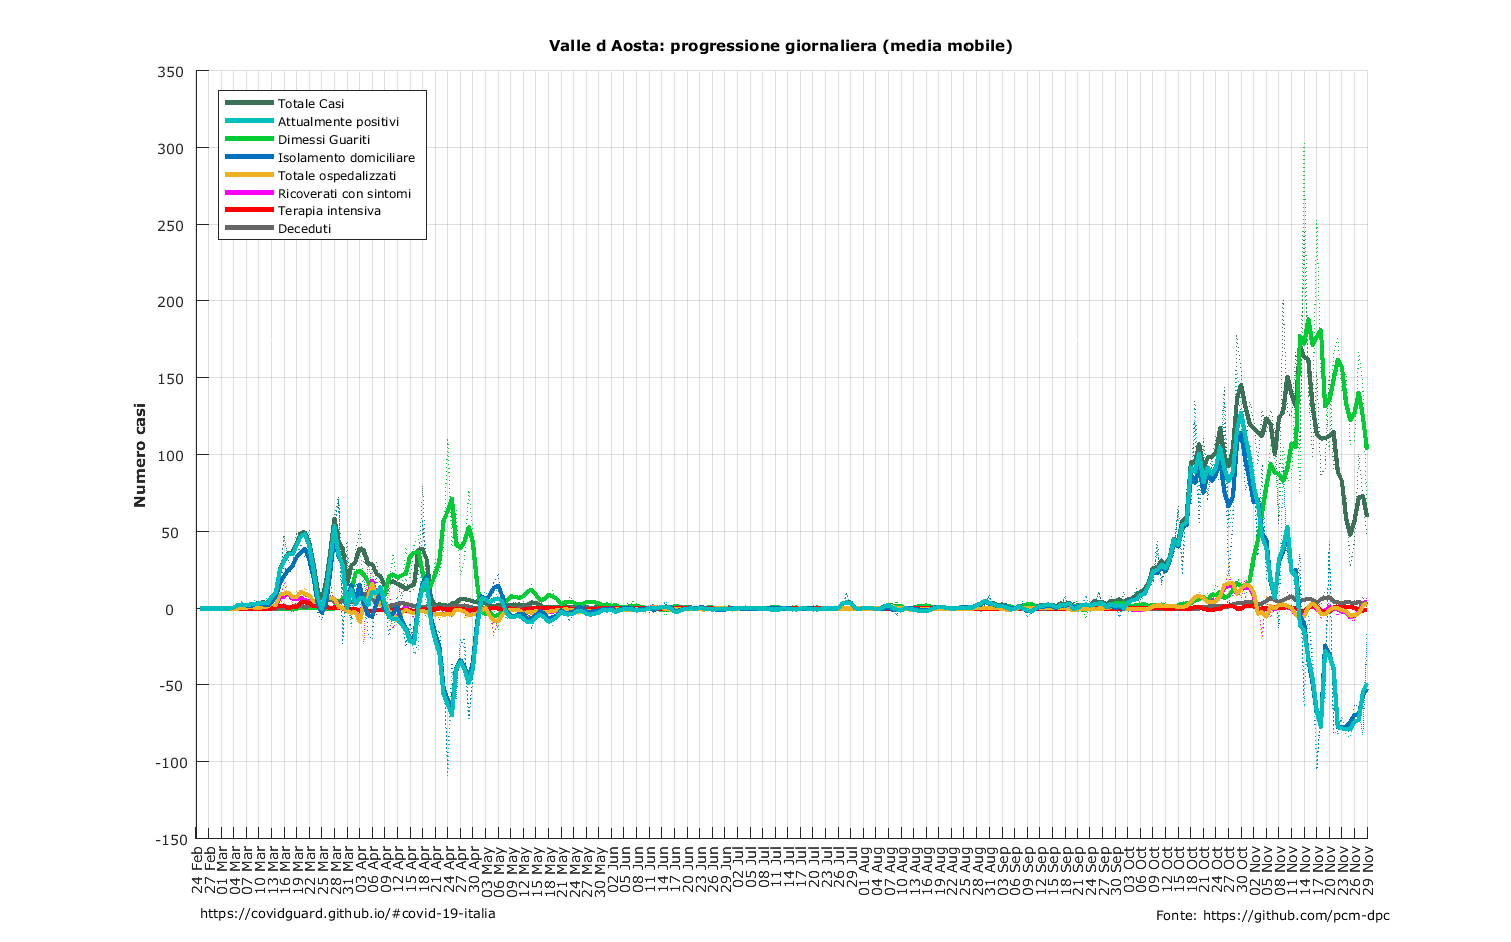 Valle d Aosta: progressione giornaliera (media mobile)
350
300
250
200
150
100
50
0
-50
-100
-150
Numero casi
Totale Casi
Attualmente positivi
Dimessi Guariti
Isolamento domiciliare
Totale ospedalizzati
Ricoverati con sintomi
Terapia intensiva
Deceduti
24 Feb
27 Feb
01 Mar
04 Mar
07 Mar
10 Mar
13 Mar
16 Mar
19 Mar
22 Mar
25 Mar
28 Mar
31 Mar
03 Apr
06 Apr
09 Apr
12 Apr
15 Apr
18 Apr
21 Apr
24 Apr
27 Apr
30 Apr
03 May
06 May
09 May
12 May
15 May
18 May
21 May
24 May
27 May
30 May
02 Jun
05 Jun
08 Jun
11 Jun
14 Jun
17 Jun
20 Jun
23 Jun
26 Jun
29 Jun
02 Jul
05 Jul
08 Jul
11 Jul
14 Jul
17 Jul
20 Jul
23 Jul
26 Jul
29 Jul
01 Aug
04 Aug
07 Aug
10 Aug
13 Aug
16 Aug
19 Aug
22 Aug
25 Aug
28 Aug
31 Aug
03 Sep
06 Sep
09 Sep
12 Sep
15 Sep
18 Sep
21 Sep
24 Sep
27 Sep
30 Sep
03 Oct
06 Oct
09 Oct
12 Oct
15 Oct
18 Oct
21 Oct
24 Oct
27 Oct
30 Oct
02 Nov
05 Nov
08 Nov
11 Nov
14 Nov
17 Nov
20 Nov
23 Nov
26 Nov
29 Nov
https://covidguard.github.io/#covid-19-italia
Fonte: https://github.com/pcm-dpc